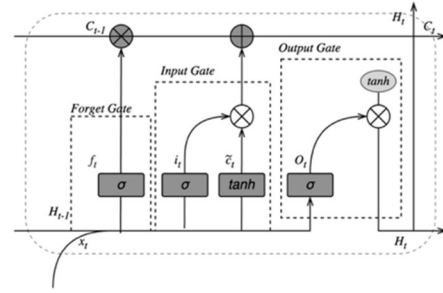 H_t
C_{t-1}
C_t
Output Gate
Input Gate
tanh
Forget Gate
f_t
i_t
c̃_t
O_t
σ
σ
tanh
σ
H_{t-1}
x_t
H_t